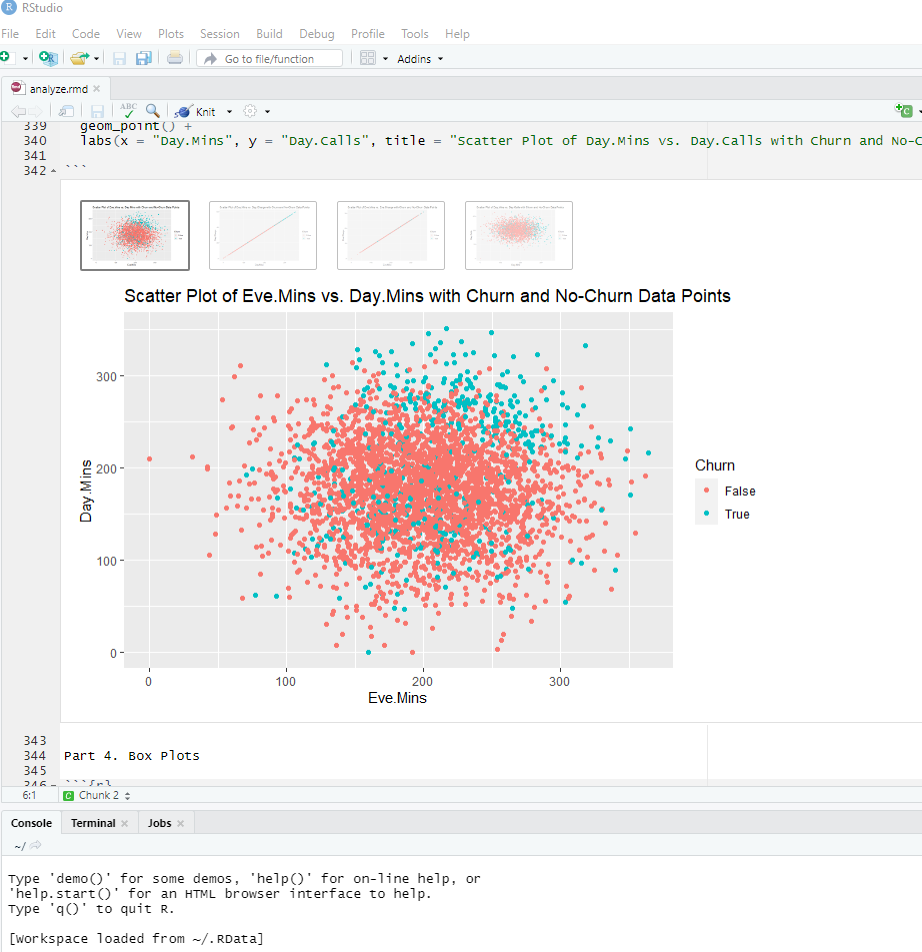 RStudio
File Edit Code View Plots Session Build Debug Profile Tools Help
Go to file/function Addins
analyze.rmd
ABC Knit
339 geom_point() +
340 labs(x = "Day.Mins", y = "Day.Calls", title = "Scatter Plot of Day.Mins vs. Day.Calls with Churn and No-C
341
342 ```
Scatter Plot of Eve.Mins vs. Day.Mins with Churn and No-Churn Data Points
300
200
100
0
Day.Mins
0 100 200 300
Eve.Mins
Churn
False
True
343
344 Part 4. Box Plots
345
346 ```{r}
6:1 C Chunk 2
Console Terminal Jobs
~/
Type 'demo()' for some demos, 'help()' for on-line help, or
'help.start()' for an HTML browser interface to help.
Type 'q()' to quit R.
[Workspace loaded from ~/.RData]